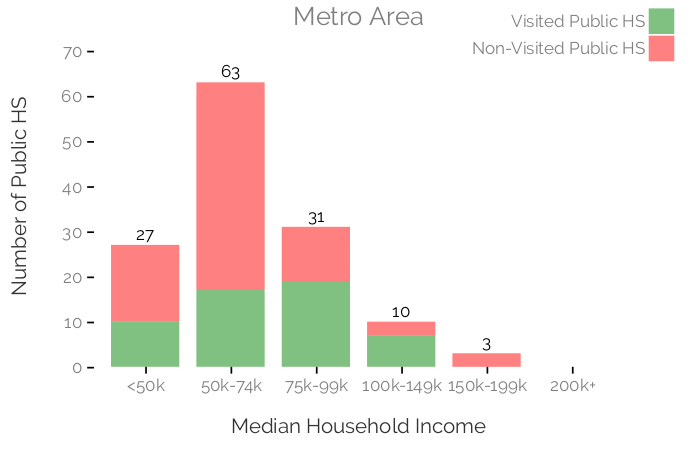 Metro Area
Visited Public HS
Non-Visited Public HS
Number of Public HS
70
60
50
40
30
20
10
0
27
63
31
10
3
<50k
50k-74k
75k-99k
100k-149k
150k-199k
200k+
Median Household Income